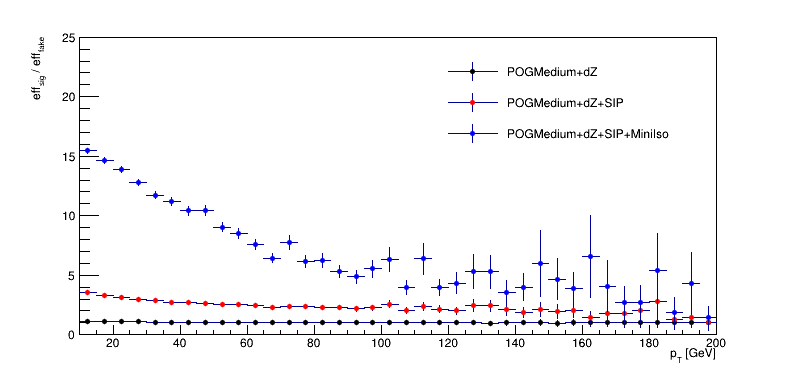 25
20
15
10
5
0
eff_sig / eff_fake
POGMedium+dZ
POGMedium+dZ+SIP
POGMedium+dZ+SIP+MiniIso
20 40 60 80 100 120 140 160 180 200
p_T [GeV]